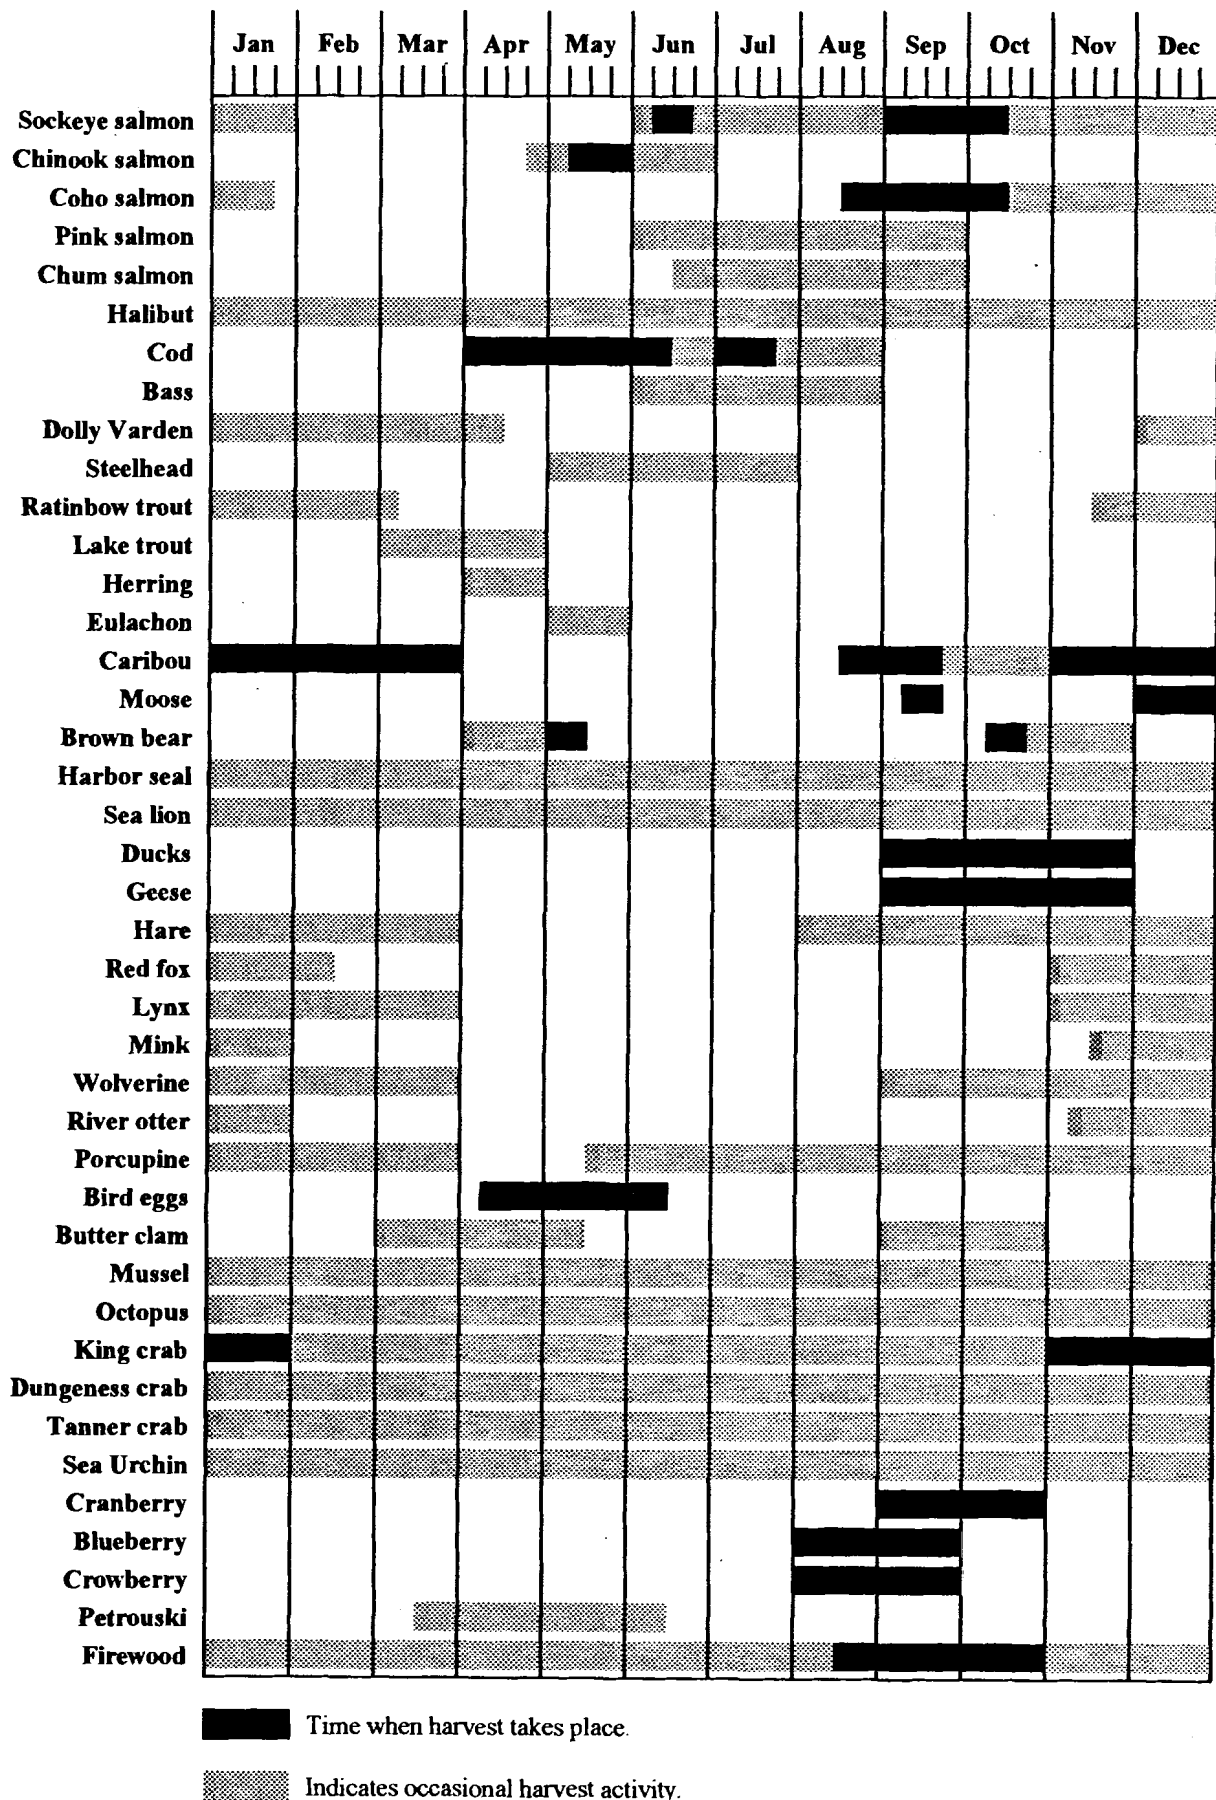 Jan Feb Mar Apr May Jun Jul Aug Sep Oct Nov Dec
Sockeye salmon
Chinook salmon
Coho salmon
Pink salmon
Chum salmon
Halibut
Cod
Bass
Dolly Varden
Steelhead
Ratinbow trout
Lake trout
Herring
Eulachon
Caribou
Moose
Brown bear
Harbor seal
Sea lion
Ducks
Geese
Hare
Red fox
Lynx
Mink
Wolverine
River otter
Porcupine
Bird eggs
Butter clam
Mussel
Octopus
King crab
Dungeness crab
Tanner crab
Sea Urchin
Cranberry
Blueberry
Crowberry
Petrouski
Firewood
Time when harvest takes place.
Indicates occasional harvest activity.